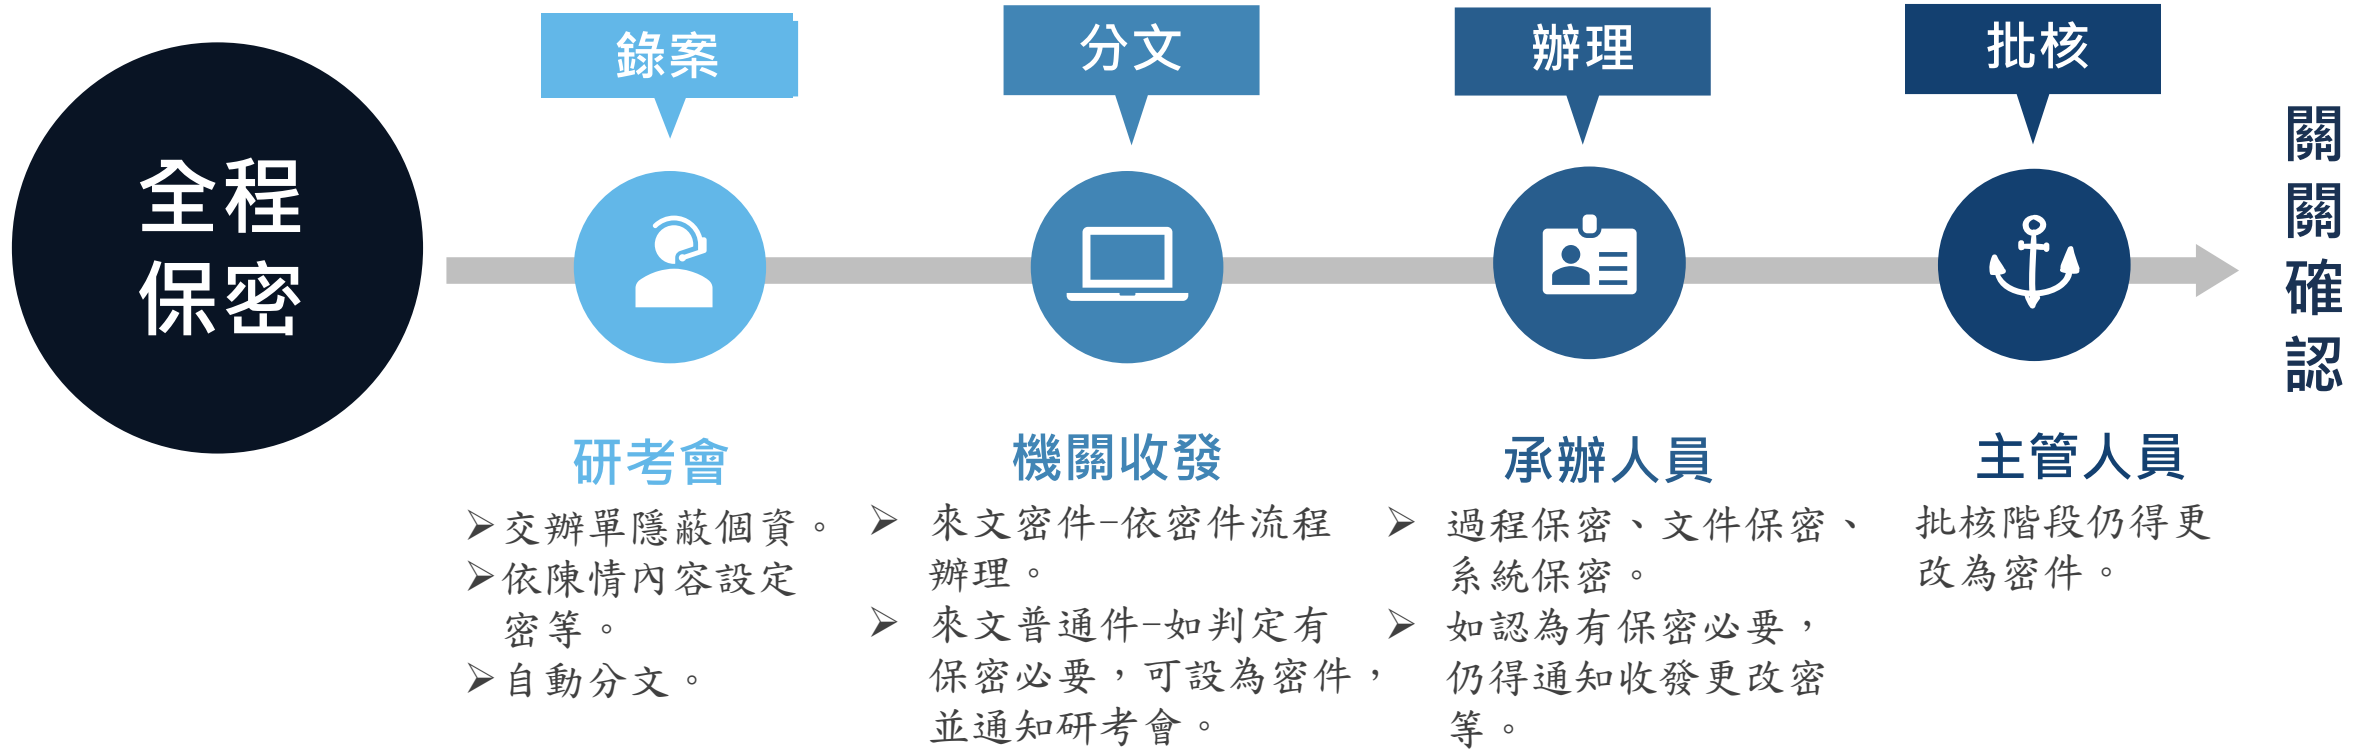 全程
保密
錄案
分文
辦理
批核
關
關
確
認
研考會
➢交辦單隱蔽個資。
➢依陳情內容設定
密等。
➢自動分文。
機關收發
➢ 來文密件-依密件流程
辦理。
➢ 來文普通件-如判定有
保密必要，可設為密件，
並通知研考會。
承辦人員
➢ 過程保密、文件保密、
系統保密。
➢ 如認為有保密必要，
仍得通知收發更改密
等。
主管人員
批核階段仍得更
改為密件。